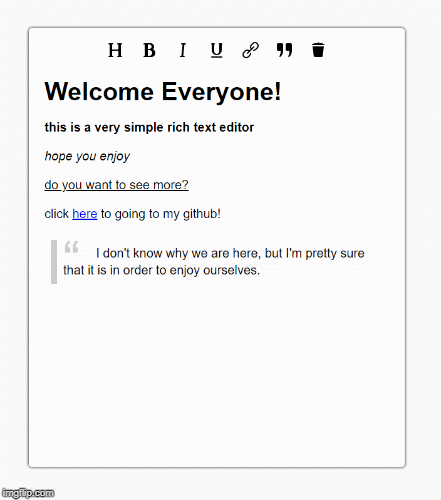 H B I U
Welcome Everyone!
this is a very simple rich text editor
hope you enjoy
do you want to see more?
click here to going to my github!
“ I don't know why we are here, but I'm pretty sure
that it is in order to enjoy ourselves.
imgflip.com